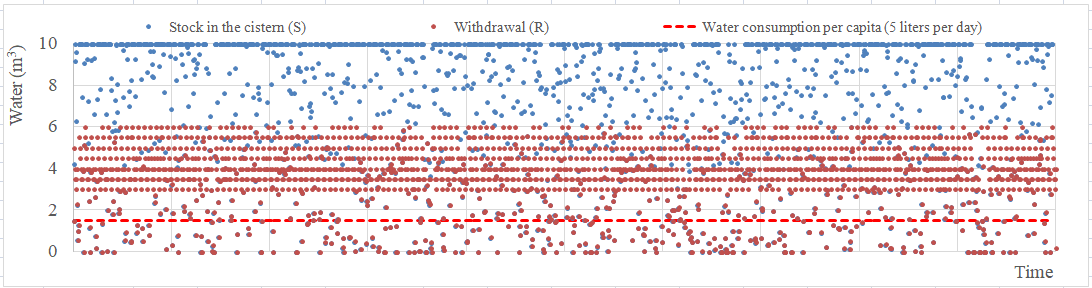 Stock in the cistern (S) Withdrawal (R) Water consumption per capita (5 liters per day)
Water (m³)
10
8
6
4
2
0
Time